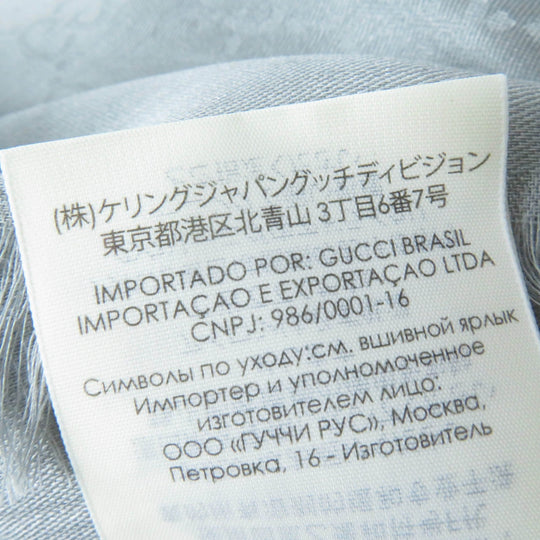 (株)ケリングジャパングッチディビジョン
東京都港区北青山 3丁目6番7号
IMPORTADO POR: GUCCI BRASIL
IMPORTAÇAO E EXPORTAÇAO LTDA
CNPJ: 986/0001-16
Символы по уходу:см. вшивной ярлык
Импортер и уполномоченное
изготовителем лицо:
ООО «ГУЧЧИ РУС», Москва,
Петровка, 16 - Изготовитель